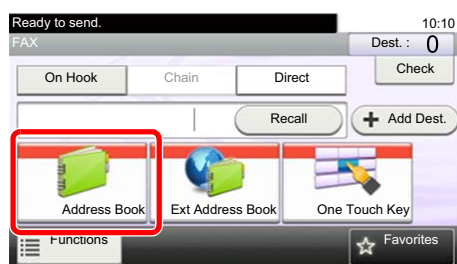 Ready to send. 10:10
FAX Dest. : 0
On Hook Chain Direct Check
Recall Add Dest.
Address Book Ext Address Book One Touch Key
Functions Favorites